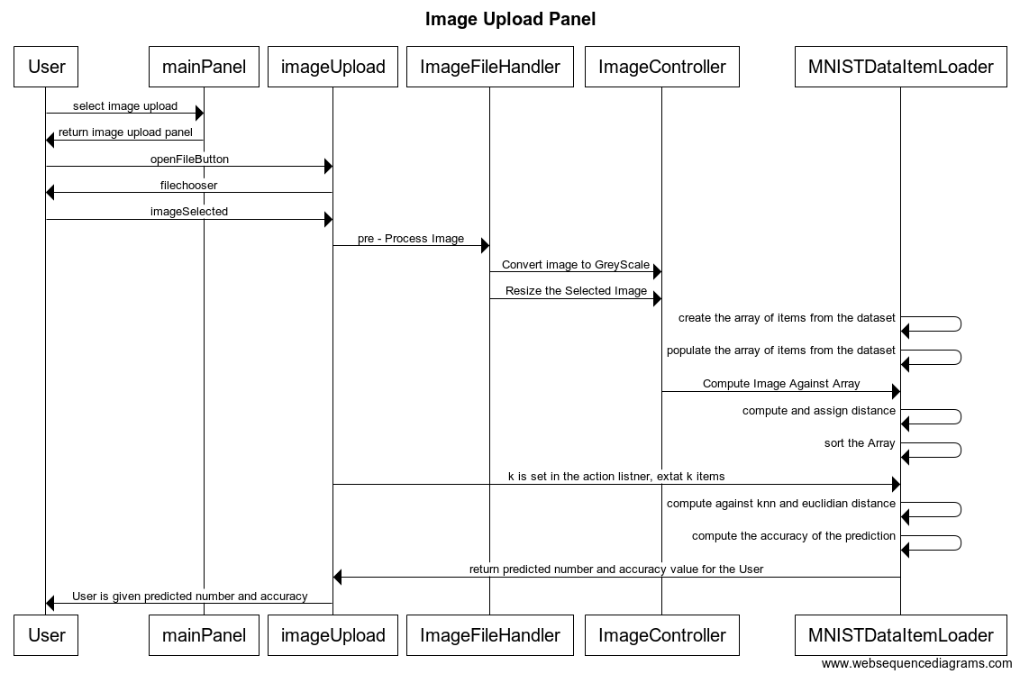 Image Upload Panel
User
mainPanel
imageUpload
ImageFileHandler
ImageController
MNISTDataItemLoader
select image upload
return image upload panel
openFileButton
filechooser
imageSelected
pre - Process Image
Convert image to GreyScale
Resize the Selected Image
create the array of items from the dataset
populate the array of items from the dataset
Compute Image Against Array
compute and assign distance
sort the Array
k is set in the action listner, extat k items
compute against knn and euclidian distance
compute the accuracy of the prediction
return predicted number and accuracy value for the User
User is given predicted number and accuracy
User
mainPanel
imageUpload
ImageFileHandler
ImageController
MNISTDataItemLoader
www.websequencediagrams.com